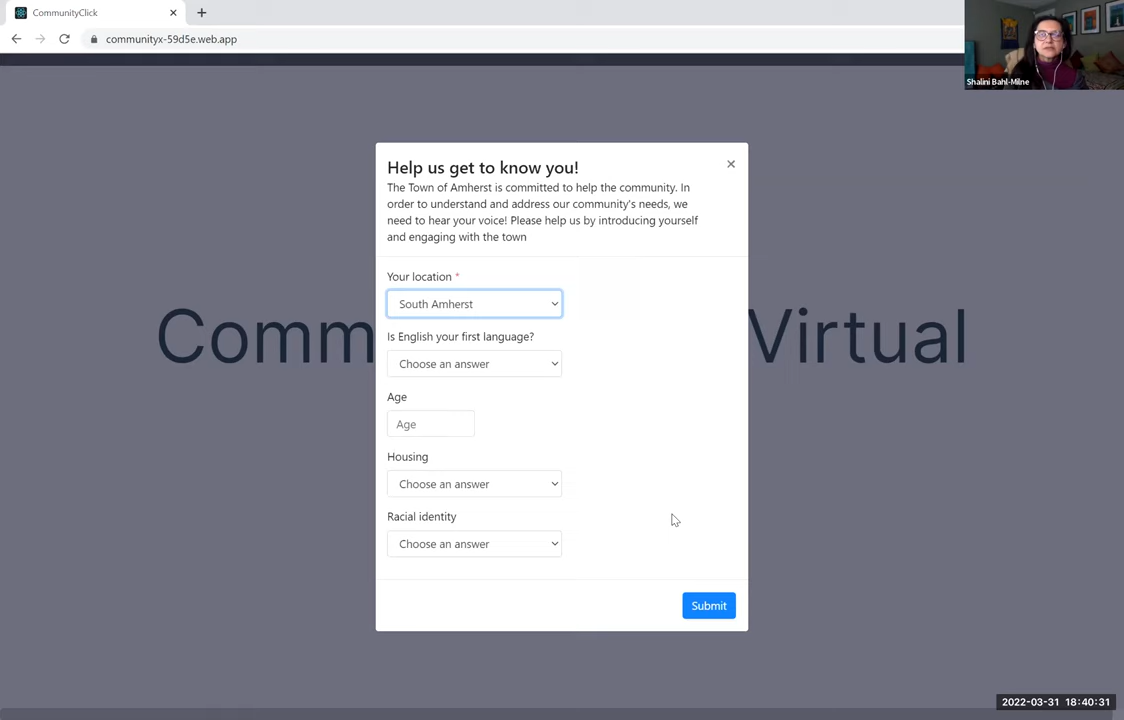 CommunityClick
communityx-59d5e.web.app
Shalini Bahl-Milne
Help us get to know you!
The Town of Amherst is committed to help the community. In
order to understand and address our community's needs, we
need to hear your voice! Please help us by introducing yourself
and engaging with the town
Your location *
South Amherst
Comm Virtual
Is English your first language?
Choose an answer
Age
Age
Housing
Choose an answer
Racial identity
Choose an answer
Submit
2022-03-31 18:40:31